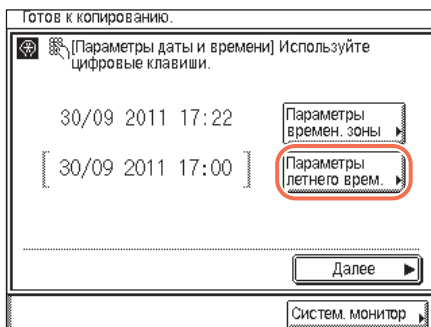 Готов к копированию.
[Параметры даты и времени] Используйте
цифровые клавиши.
30/09 2011 17:22
Параметры
времен. зоны
[ 30/09 2011 17:00 ]
Параметры
летнего врем.
Далее
Систем. монитор